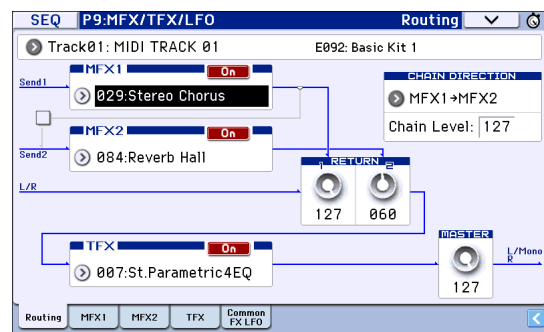 SEQ P9:MFX/TFX/LFO Routing
Track01: MIDI TRACK 01 E092: Basic Kit 1
MFX1 On
Send1
029:Stereo Chorus
CHAIN DIRECTION
MFX1→MFX2
Chain Level: 127
MFX2 On
Send2
084:Reverb Hall
L/R
RETURN
1 2
127 060
TFX On
007:St.Parametric4EQ
MASTER
L/Mono
R
127
Routing MFX1 MFX2 TFX Common FX LFO